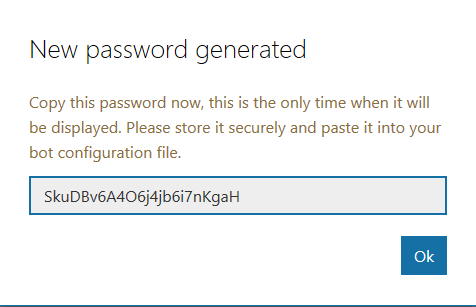 New password generated
Copy this password now, this is the only time when it will
be displayed. Please store it securely and paste it into your
bot configuration file.
SkuDBv6A4O6j4jb6i7nKgaH
Ok